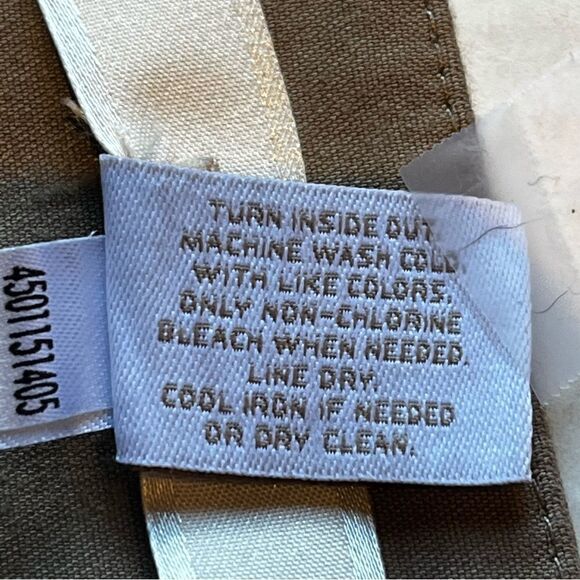 TURN INSIDE OUT.
MACHINE WASH COLD.
WITH LIKE COLORS.
ONLY NON-CHLORINE
BLEACH WHEN NEEDED.
LINE DRY.
COOL IRON IF NEEDED
OR DRY CLEAN.
4501151405